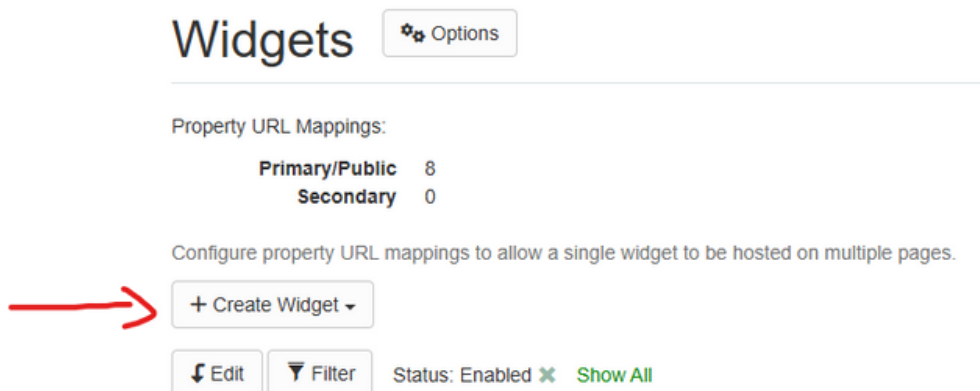 Widgets Options
Property URL Mappings:
Primary/Public 8
Secondary 0
Configure property URL mappings to allow a single widget to be hosted on multiple pages.
+ Create Widget
Edit Filter Status: Enabled ✖ Show All